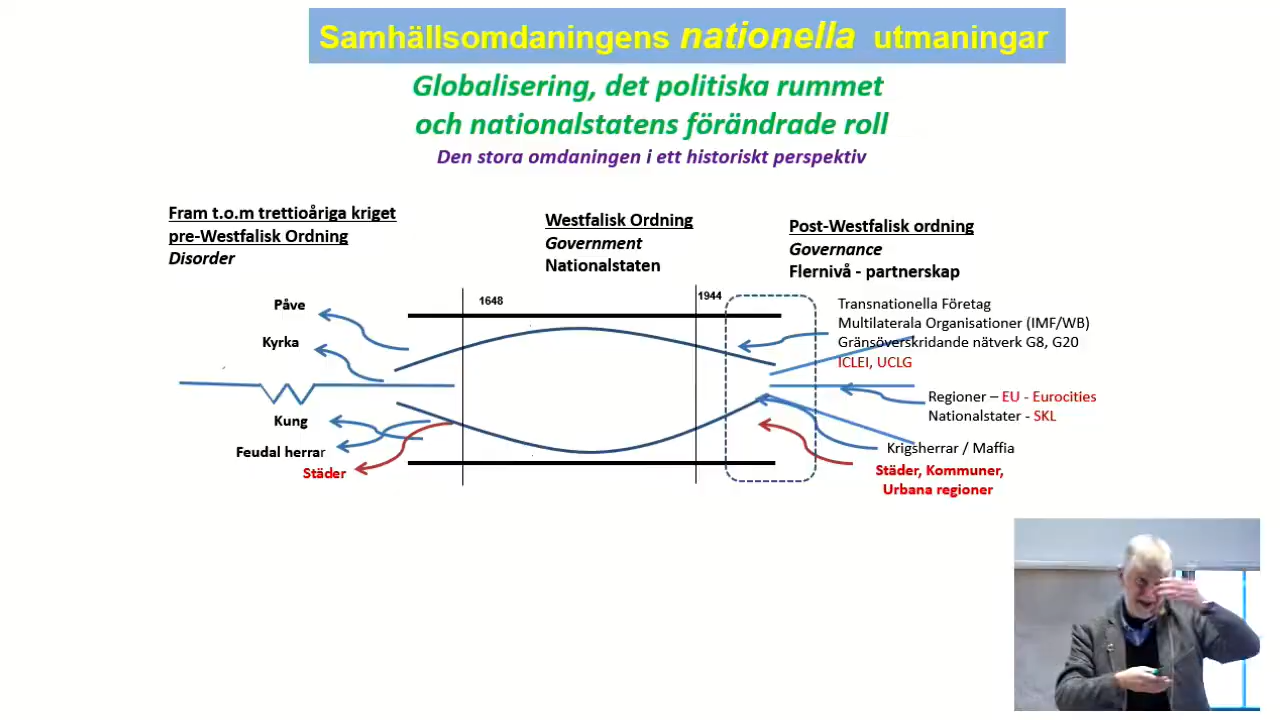 Samhällsomdaningens nationella utmaningar
Globalisering, det politiska rummet
och nationalstatens förändrade roll
Den stora omdaningen i ett historiskt perspektiv
Fram t.o.m trettioåriga kriget
pre-Westfalisk Ordning
Disorder
Westfalisk Ordning
Government
Nationalstaten
Post-Westfalisk ordning
Governance
Flernivå - partnerskap
Påve
Kyrka
Kung
Feudal herrar
Städer
1648
1944
Transnationella Företag
Multilaterala Organisationer (IMF/WB)
Gränsöverskridande nätverk G8, G20
ICLEI, UCLG
Regioner – EU - Eurocities
Nationalstater - SKL
Krigsherrar / Maffia
Städer, Kommuner,
Urbana regioner